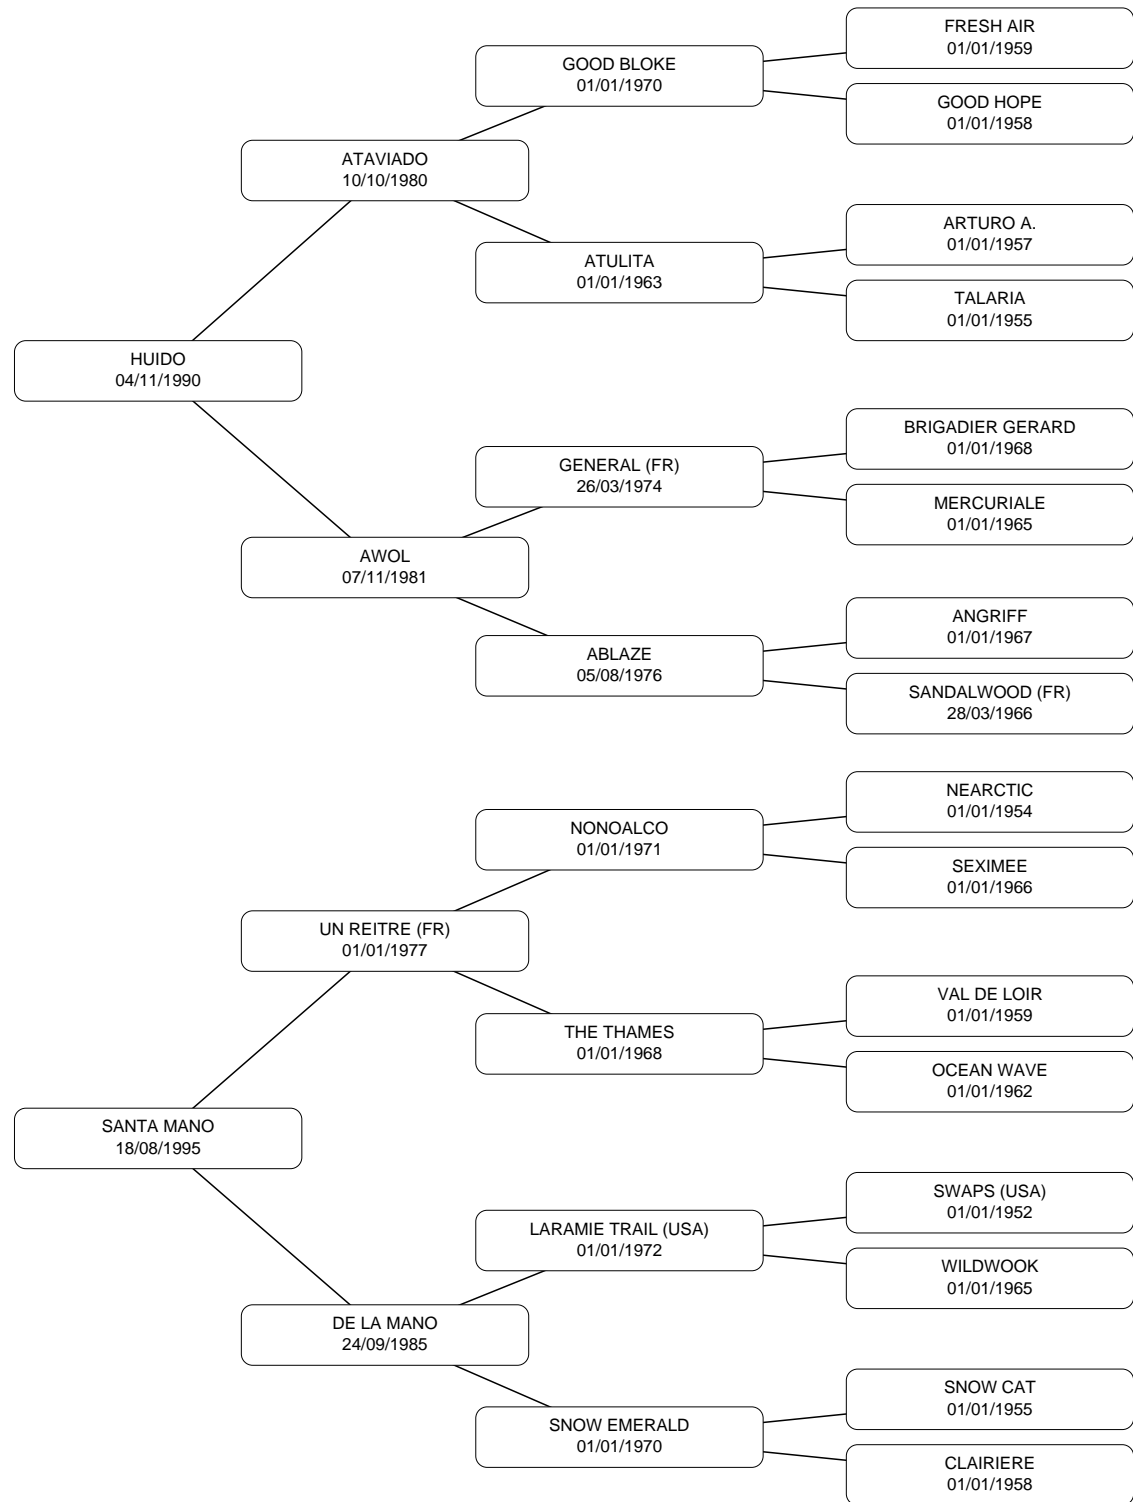 FRESH AIR
01/01/1959
GOOD BLOKE
01/01/1970
GOOD HOPE
01/01/1958
ATAVIADO
10/10/1980
ARTURO A.
01/01/1957
ATULITA
01/01/1963
TALARIA
01/01/1955
HUIDO
04/11/1990
BRIGADIER GERARD
01/01/1968
GENERAL (FR)
26/03/1974
MERCURIALE
01/01/1965
AWOL
07/11/1981
ANGRIFF
01/01/1967
ABLAZE
05/08/1976
SANDALWOOD (FR)
28/03/1966
NEARCTIC
01/01/1954
NONOALCO
01/01/1971
SEXIMEE
01/01/1966
UN REITRE (FR)
01/01/1977
VAL DE LOIR
01/01/1959
THE THAMES
01/01/1968
OCEAN WAVE
01/01/1962
SANTA MANO
18/08/1995
SWAPS (USA)
01/01/1952
LARAMIE TRAIL (USA)
01/01/1972
WILDWOOK
01/01/1965
DE LA MANO
24/09/1985
SNOW CAT
01/01/1955
SNOW EMERALD
01/01/1970
CLAIRIERE
01/01/1958